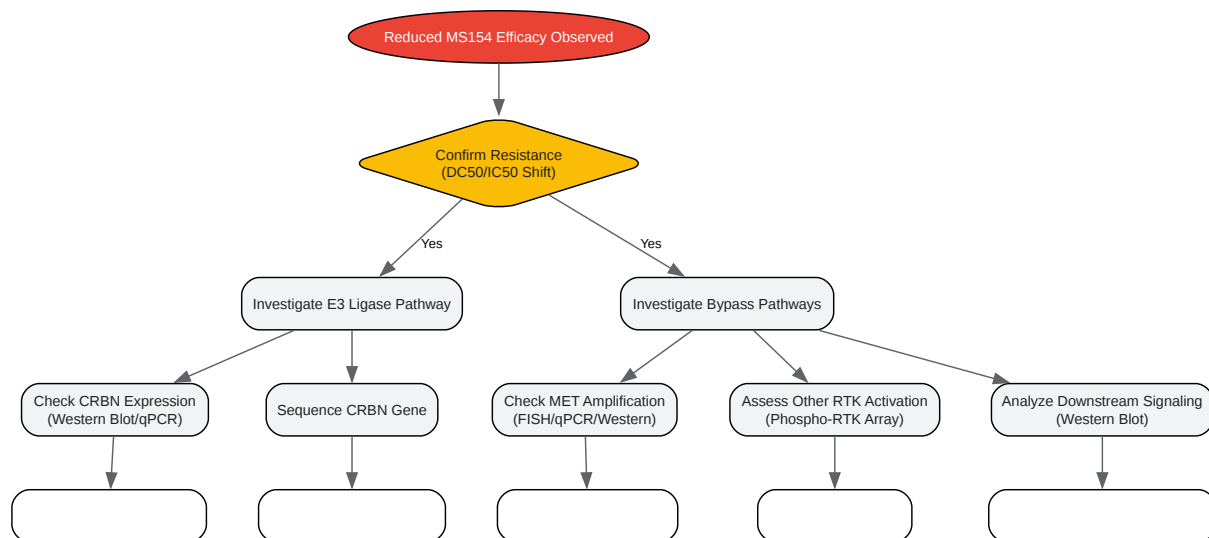 Reduced MS154 Efficacy Observed
Confirm Resistance
(DC50/IC50 Shift)
Yes
Yes
Investigate E3 Ligase Pathway
Investigate Bypass Pathways
Check CRBN Expression
(Western Blot/qPCR)
Sequence CRBN Gene
Check MET Amplification
(FISH/qPCR/Western)
Assess Other RTK Activation
(Phospho-RTK Array)
Analyze Downstream Signaling
(Western Blot)